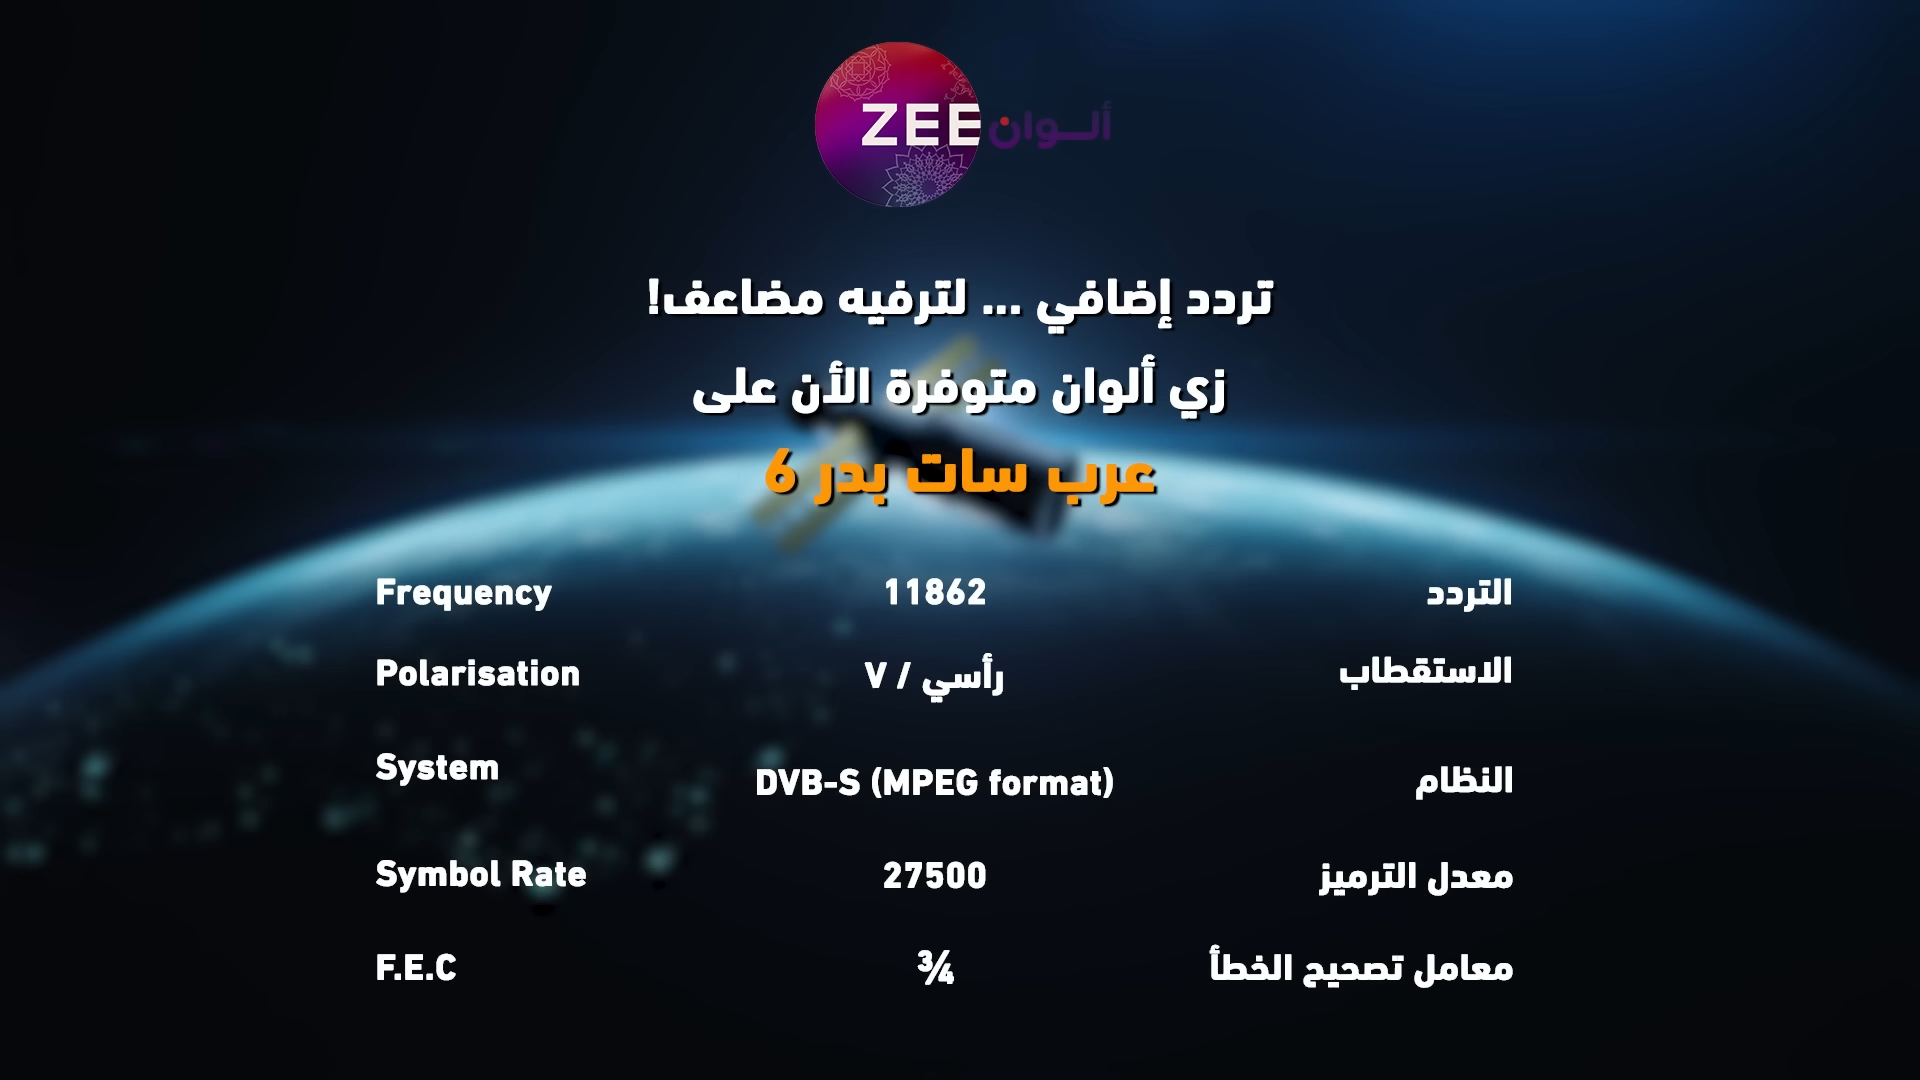 ZEE ألوان
تردد إضافي ... لترفيه مضاعف!
زي ألوان متوفرة الأن على
عرب سات بدر 6
Frequency 11862 التردد
Polarisation رأسي / V الاستقطاب
System DVB-S (MPEG format) النظام
Symbol Rate 27500 معدل الترميز
F.E.C ¾ معامل تصحيح الخطأ